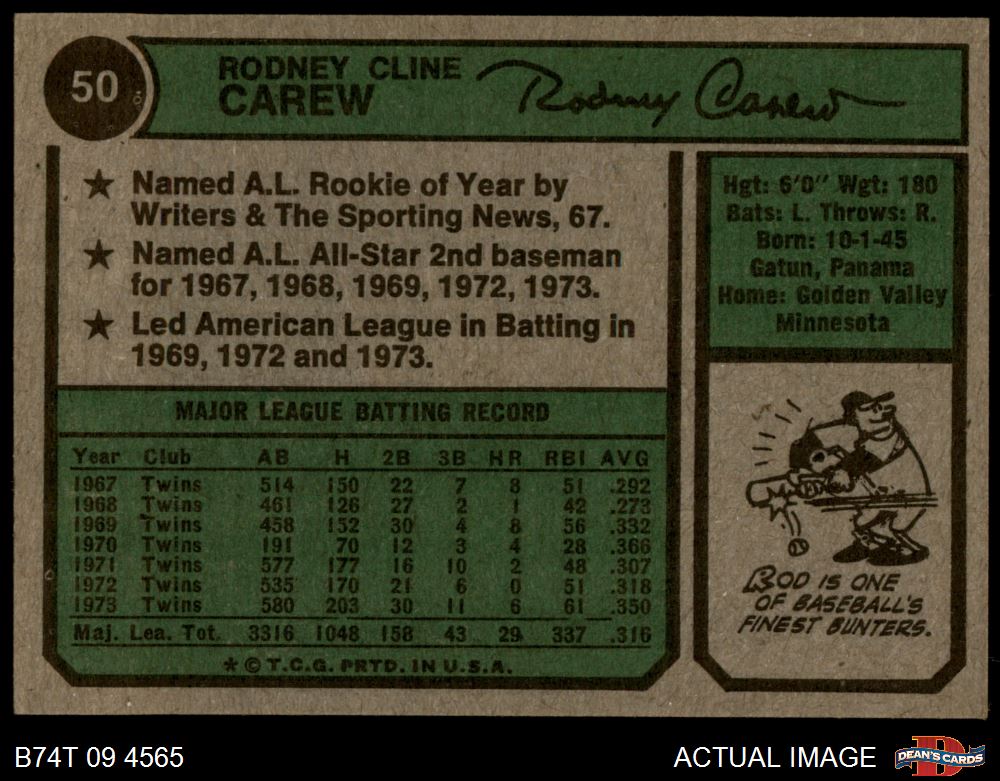 50
RODNEY CLINE
CAREW
Rodney Carew
★ Named A.L. Rookie of Year by
Writers & The Sporting News, 67.
★ Named A.L. All-Star 2nd baseman
for 1967, 1968, 1969, 1972, 1973.
★ Led American League in Batting in
1969, 1972 and 1973.
Hgt: 6'0" Wgt: 180
Bats: L. Throws: R.
Born: 10-1-45
Gatun, Panama
Home: Golden Valley
Minnesota
MAJOR LEAGUE BATTING RECORD
Year Club AB H 2B 3B HR RBI AVG
1967 Twins 514 150 22 7 8 51 .292
1968 Twins 461 126 27 2 1 42 .273
1969 Twins 458 152 30 4 8 56 .332
1970 Twins 191 70 12 3 4 28 .366
1971 Twins 577 177 16 10 2 48 .307
1972 Twins 535 170 21 6 0 51 .318
1973 Twins 580 203 30 11 6 61 .350
Maj. Lea. Tot. 3316 1048 158 43 29 337 .316
★ © T.C.G. PRTD. IN U.S.A.
ROD IS ONE
OF BASEBALL'S
FINEST BUNTERS.
B74T 09 4565
ACTUAL IMAGE
D
DEAN'S CARDS